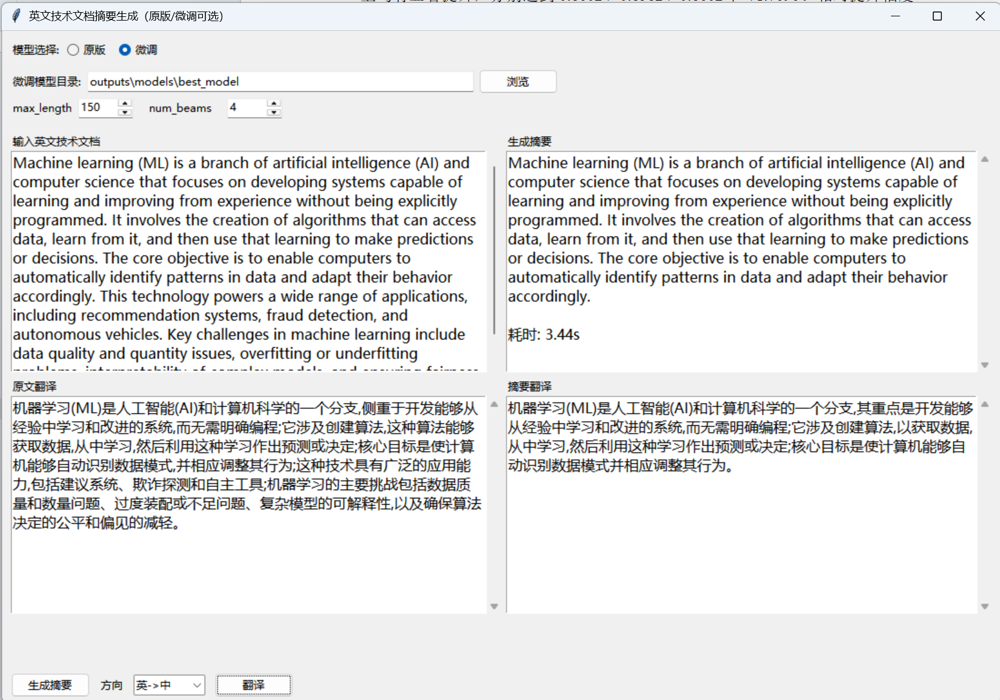 英文技术文档摘要生成（原版/微调可选）
模型选择: 原版 微调
微调模型目录: outputs\models\best_model 浏览
max_length 150 num_beams 4
输入英文技术文档
Machine learning (ML) is a branch of artificial intelligence (AI) and
computer science that focuses on developing systems capable of
learning and improving from experience without being explicitly
programmed. It involves the creation of algorithms that can access
data, learn from it, and then use that learning to make predictions
or decisions. The core objective is to enable computers to
automatically identify patterns in data and adapt their behavior
accordingly. This technology powers a wide range of applications,
including recommendation systems, fraud detection, and
autonomous vehicles. Key challenges in machine learning include
data quality and quantity issues, overfitting or underfitting
problems, interpretability of complex models, and ensuring fairness
生成摘要
Machine learning (ML) is a branch of artificial intelligence (AI) and
computer science that focuses on developing systems capable of
learning and improving from experience without being explicitly
programmed. It involves the creation of algorithms that can access
data, learn from it, and then use that learning to make predictions
or decisions. The core objective is to enable computers to
automatically identify patterns in data and adapt their behavior
accordingly.
耗时: 3.44s
原文翻译
机器学习(ML)是人工智能(AI)和计算机科学的一个分支,侧重于开发能够从
经验中学习和改进的系统,而无需明确编程;它涉及创建算法,这种算法能够
获取数据,从中学习,然后利用这种学习作出预测或决定;核心目标是使计算
机能够自动识别数据模式,并相应调整其行为;这种技术具有广泛的应用能
力,包括建议系统、欺诈探测和自主工具;机器学习的主要挑战包括数据质
量和数量问题、过度装配或不足问题、复杂模型的可解释性,以及确保算法
决定的公平和偏见的减轻。
摘要翻译
机器学习(ML)是人工智能(AI)和计算机科学的一个分支,其重点是开发能够
从经验中学习和改进的系统,而无需明确编程;它涉及创建算法,以获取数据,
从中学习,然后利用这种学习作出预测或决定;核心目标是使计算机能够自
动识别数据模式并相应调整其行为。
生成摘要 方向 英->中 翻译